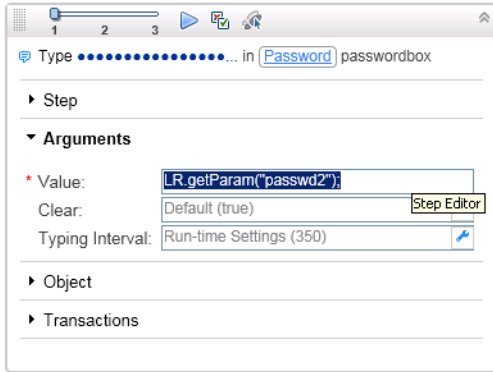 1 2 3
Type ●●●●●●●●●●●●●●●●... in Password passwordbox
Step
Arguments
* Value: LR.getParam("passwd2");
Step Editor
Clear: Default (true)
Typing Interval: Run-time Settings (350)
Object
Transactions